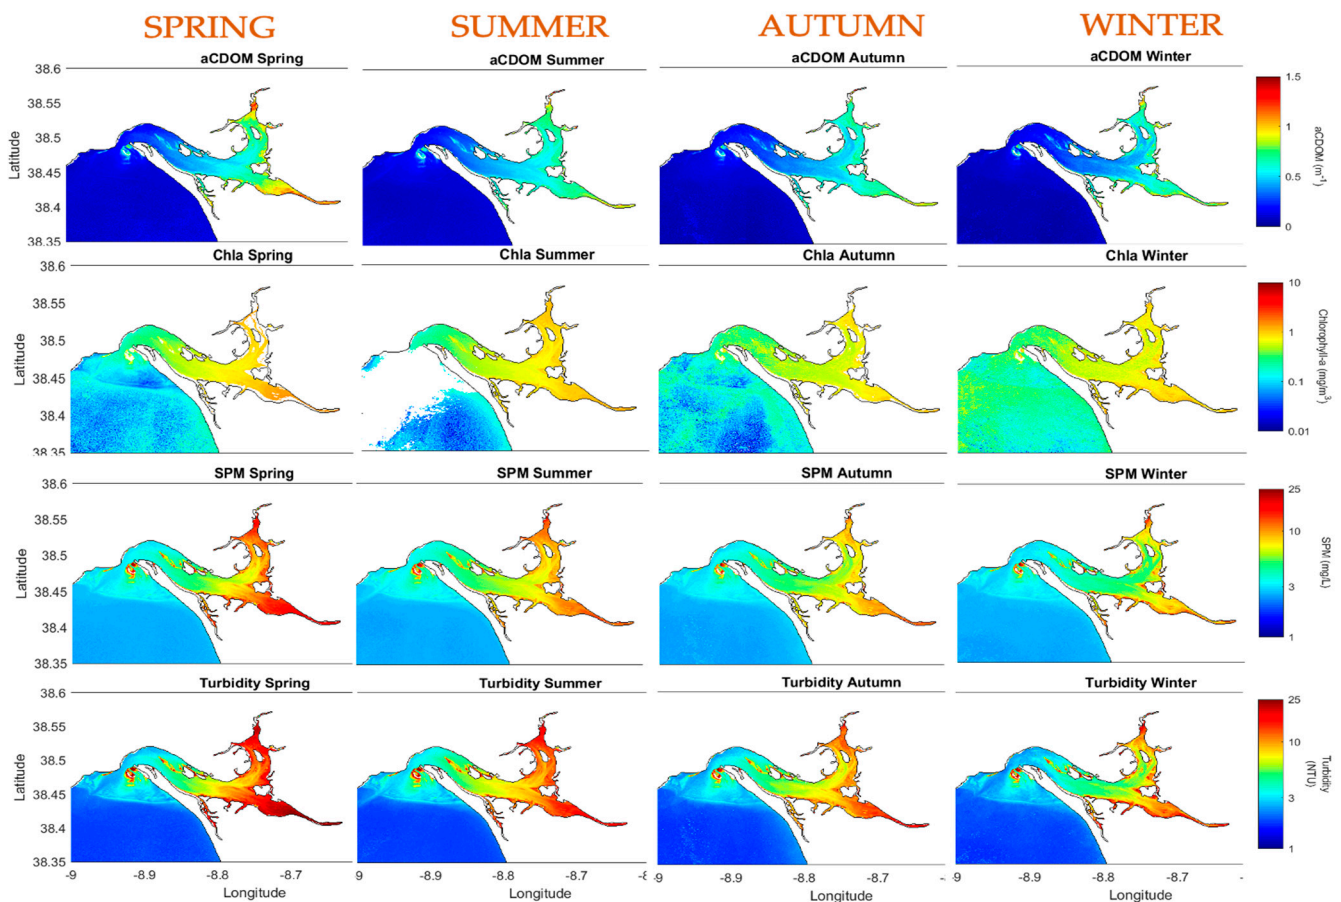 SPRING SUMMER AUTUMN WINTER
aCDOM Spring aCDOM Summer aCDOM Autumn aCDOM Winter
38.6
38.55
38.5
38.45
38.4
38.35
Latitude
1.5
1
0.5
0
aCDOM (m⁻¹)
Chla Spring Chla Summer Chla Autumn Chla Winter
38.6
38.55
38.5
38.45
38.4
38.35
Latitude
10
1
0.1
0.01
Chlorophyll-a (mg/m³)
SPM Spring SPM Summer SPM Autumn SPM Winter
38.6
38.55
38.5
38.45
38.4
38.35
Latitude
25
10
3
1
SPM (mg/L)
Turbidity Spring Turbidity Summer Turbidity Autumn Turbidity Winter
38.6
38.55
38.5
38.45
38.4
38.35
Latitude
25
10
3
1
Turbidity
(NTU)
-9 -8.9 -8.8 -8.7 -9 -8.9 -8.8 -8.7 -8 -9 -8.9 -8.8 -8.7 -9 -8.9 -8.8 -8.7 -
Longitude Longitude Longitude Longitude